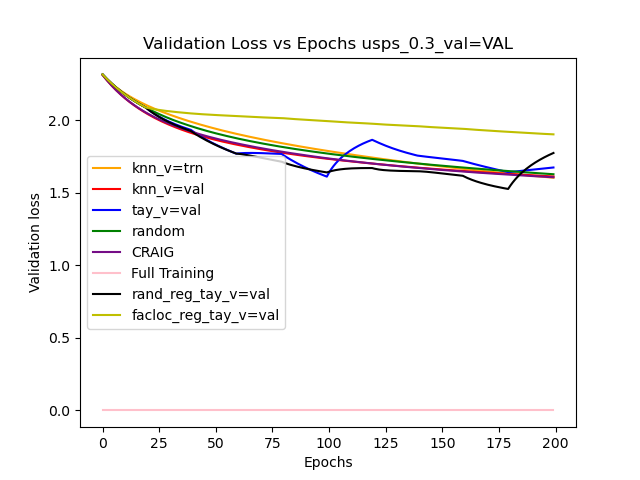 Validation Loss vs Epochs usps_0.3_val=VAL
Validation loss
2.0
1.5
1.0
0.5
0.0
knn_v=trn
knn_v=val
tay_v=val
random
CRAIG
Full Training
rand_reg_tay_v=val
facloc_reg_tay_v=val
0 25 50 75 100 125 150 175 200
Epochs